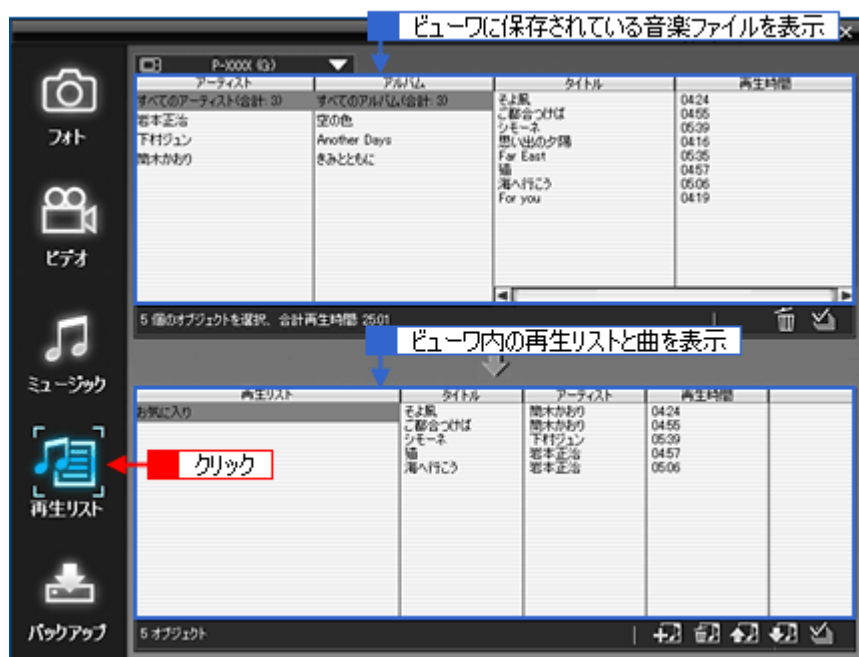 ビューワに保存されている音楽ファイルを表示
P-XXXX (G)
アーティスト アルバム タイトル 再生時間
すべてのアーティスト(合計: 3) すべてのアルバム(合計: 3) そよ風 04:24
岩本正治 空の色 ご都合つけば 04:55
下村ジュン Another Days シモーネ 05:39
簡木かおり きみとともに 思い出の夕陽 04:16
Far East 05:35
猫 04:57
海へ行こう 05:06
For you 04:19
5 個のオブジェクトを選択、合計再生時間: 25:01
ビューワ内の再生リストと曲を表示
再生リスト タイトル アーティスト 再生時間
お気に入り そよ風 簡木かおり 04:24
ご都合つけば 簡木かおり 04:55
シモーネ 下村ジュン 05:39
猫 岩本正治 04:57
海へ行こう 岩本正治 05:06
5 オブジェクト
フォト
ビデオ
ミュージック
クリック
再生リスト
バックアップ